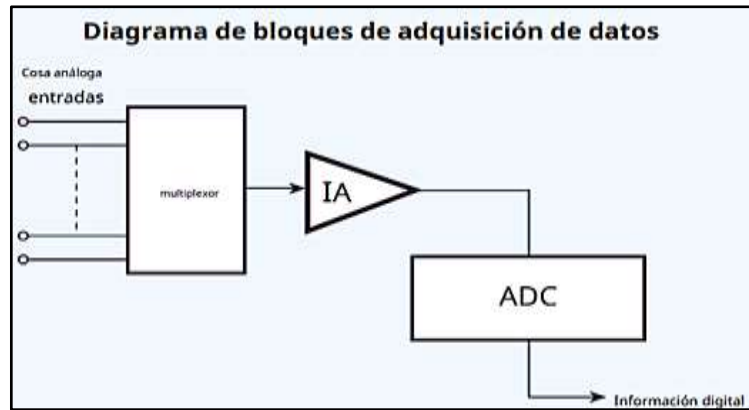 Diagrama de bloques de adquisición de datos
Cosa análoga
entradas
multiplexor
IA
ADC
Información digital